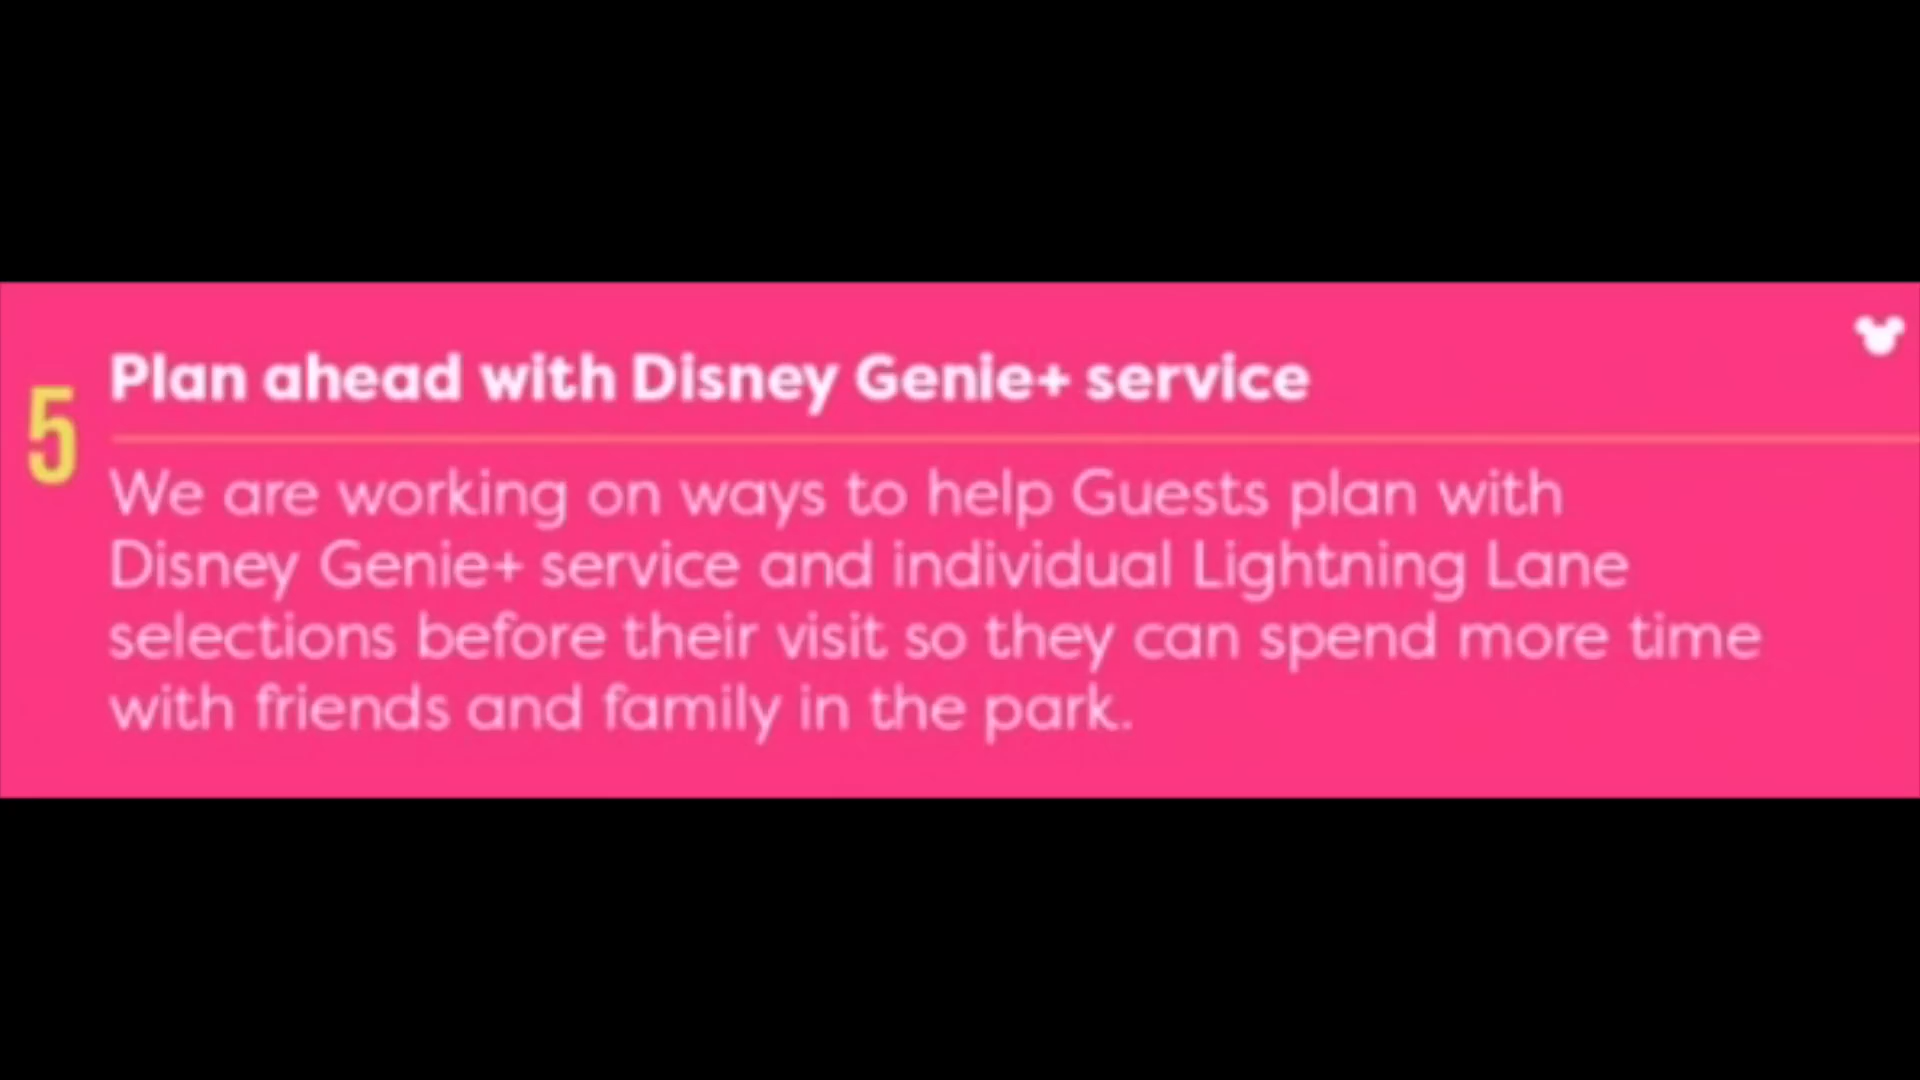 5
Plan ahead with Disney Genie+ service
We are working on ways to help Guests plan with
Disney Genie+ service and individual Lightning Lane
selections before their visit so they can spend more time
with friends and family in the park.